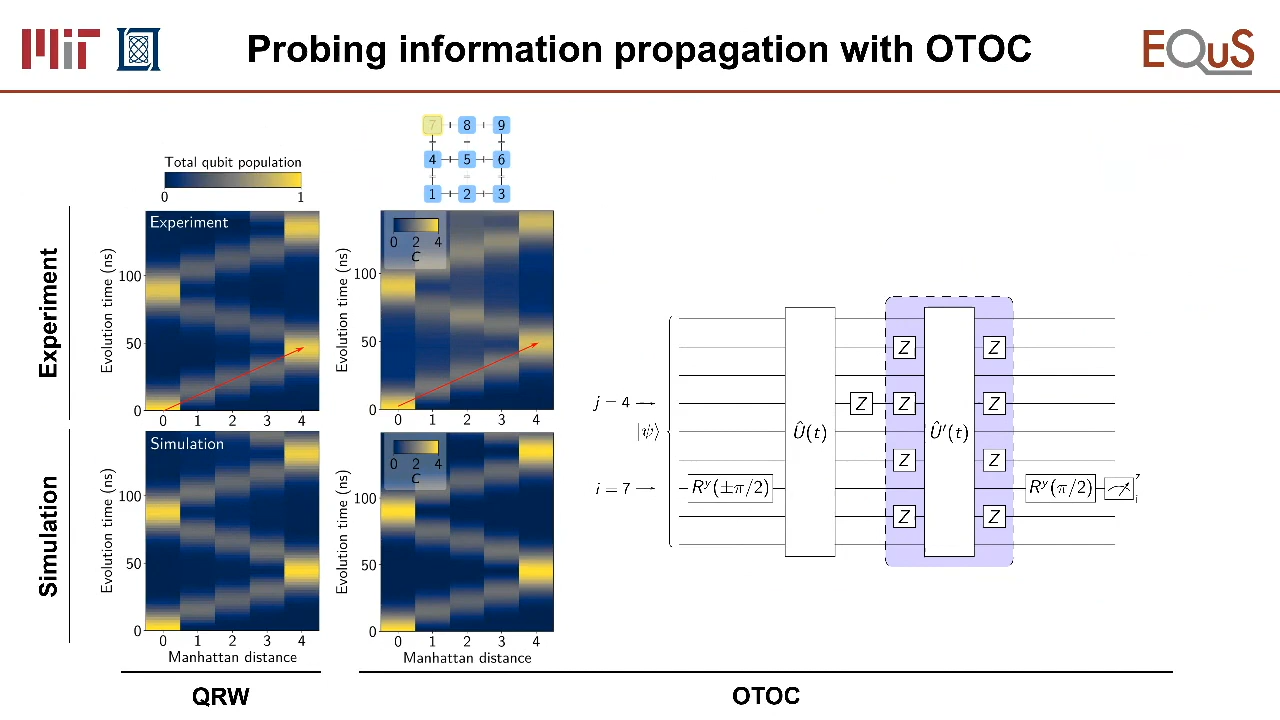 MIT
Probing information propagation with OTOC
EQuS
7 8 9
4 5 6
1 2 3
Total qubit population
0 1
Experiment
Experiment
Evolution time (ns)
100
50
0
0 1 2 3 4
Evolution time (ns)
100
50
0
0 2 4
C
0 1 2 3 4
Simulation
Simulation
Evolution time (ns)
100
50
0
0 1 2 3 4
Manhattan distance
Evolution time (ns)
100
50
0
0 2 4
C
0 1 2 3 4
Manhattan distance
j = 4 →
|ψ⟩
i = 7 →
R^y(±π/2)
Û(t)
Z
Z
Z
Z
Z
Û′(t)
Z
Z
Z
Z
R^y(π/2)
z
i
QRW
OTOC